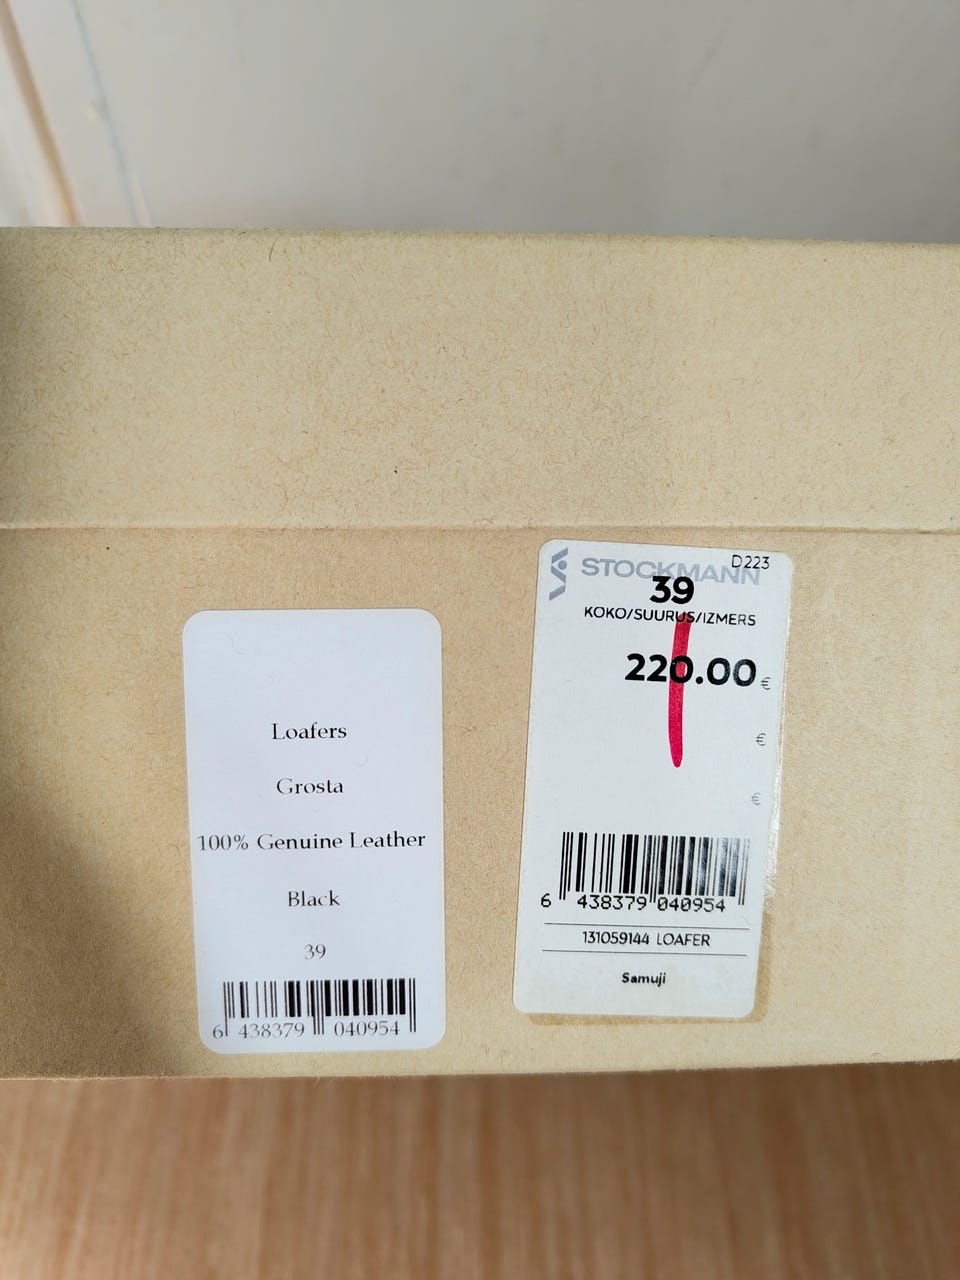 Loafers
Grosta
100% Genuine Leather
Black
39
6 438379 040954
STOCKMANN
D223
39
KOKO/SUURUS/IZMERS
220.00 €
€
€
6 438379 040954
131059144 LOAFER
Samuji